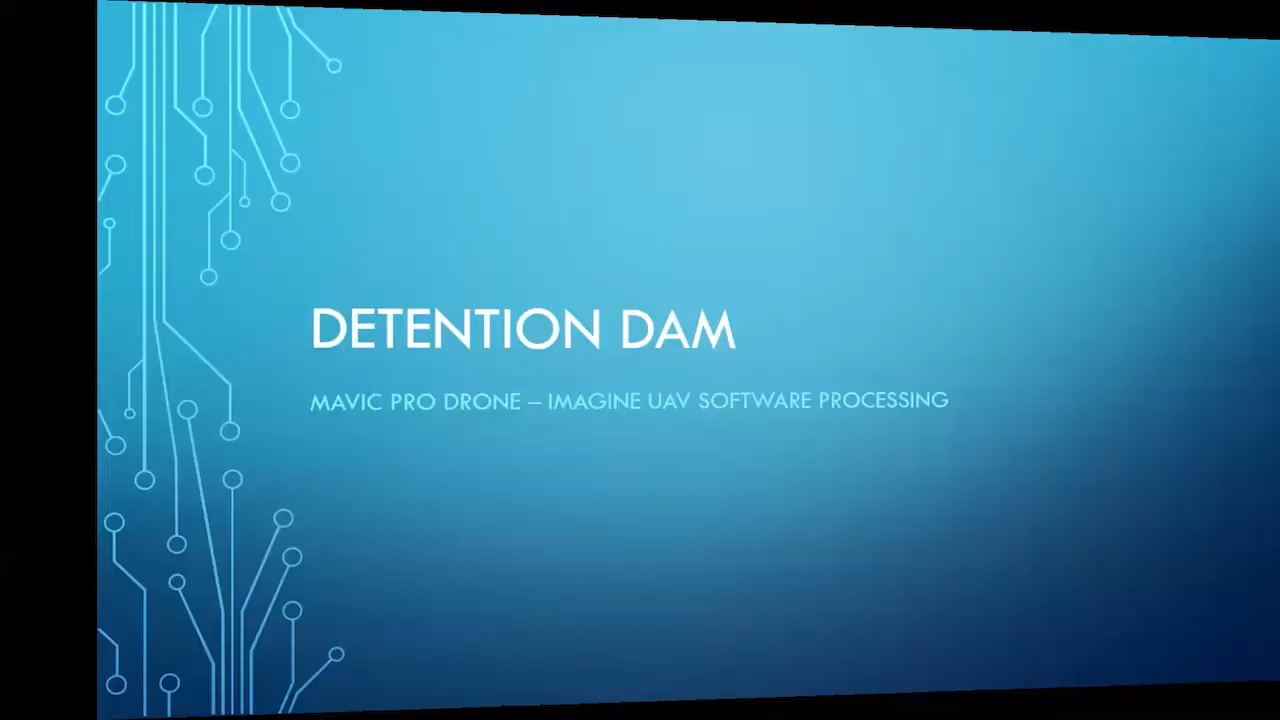 DETENTION DAM
MAVIC PRO DRONE – IMAGINE UAV SOFTWARE PROCESSING